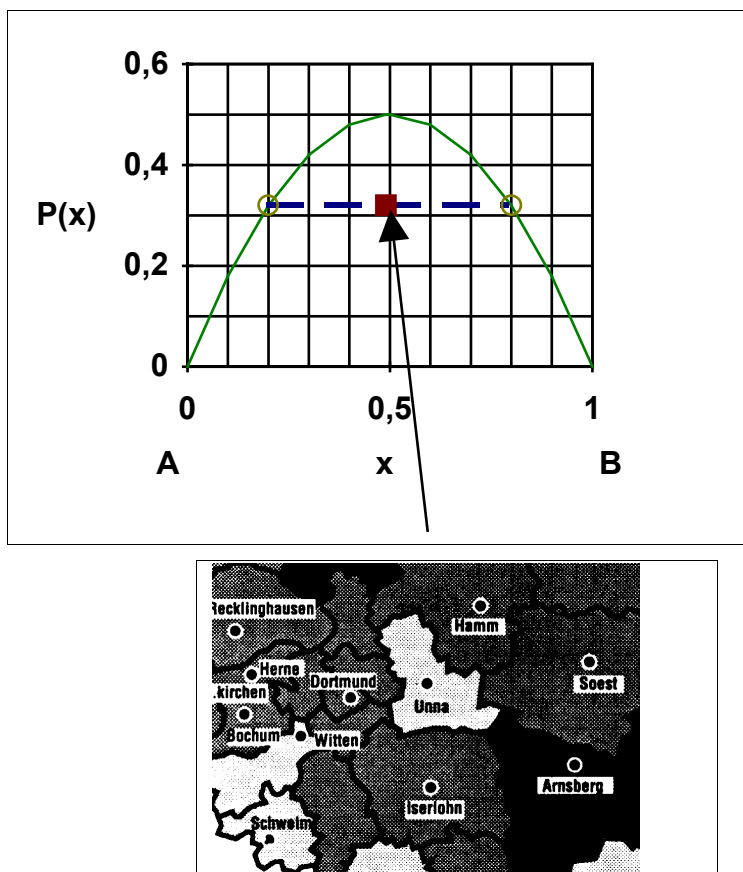 0,6
0,4
P(x)
0,2
0
0 0,5 1
A x B
Recklinghausen
Hamm
Herne
Dortmund
Soest
.kirchen
Unna
Bochum
Witten
Arnsberg
Iserlohn
Schwelm